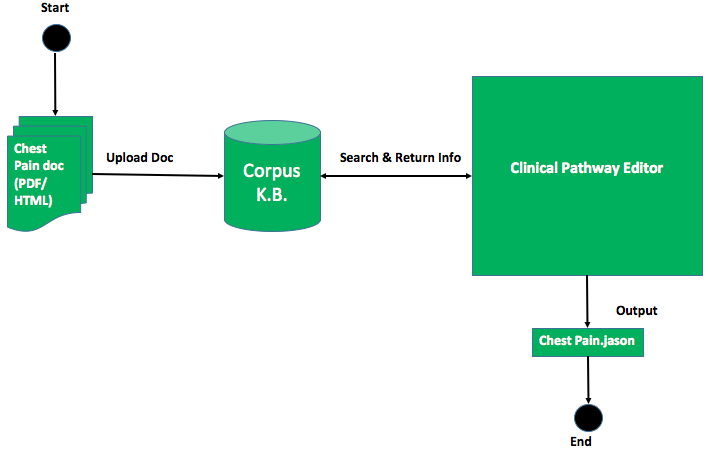 Start
Chest
Pain doc
(PDF/
HTML)
Upload Doc
Corpus
K.B.
Search & Return Info
Clinical Pathway Editor
Output
Chest Pain.jason
End